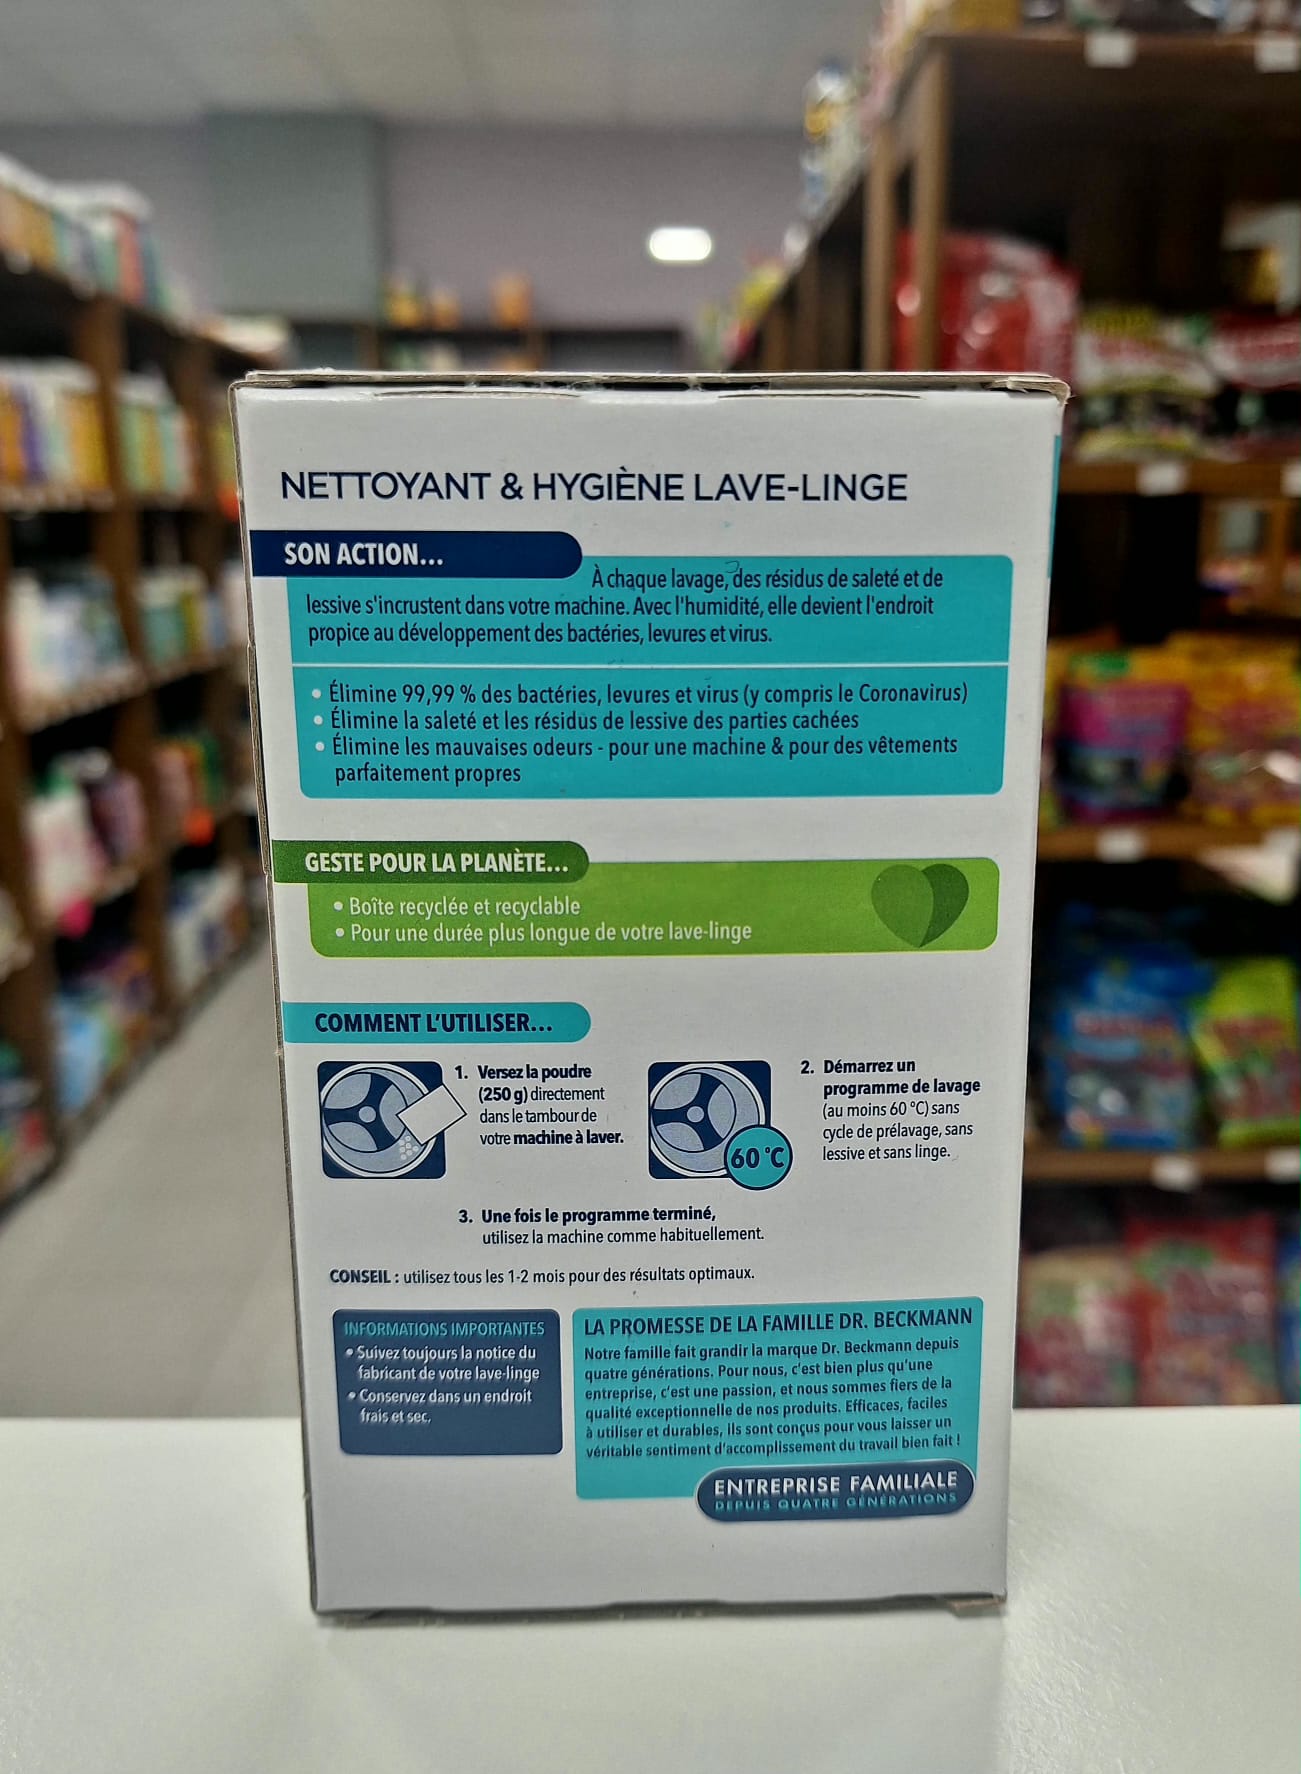 NETTOYANT & HYGIÈNE LAVE-LINGE
SON ACTION...
À chaque lavage, des résidus de saleté et de
lessive s'incrustent dans votre machine. Avec l'humidité, elle devient l'endroit
propice au développement des bactéries, levures et virus.
• Élimine 99,99 % des bactéries, levures et virus (y compris le Coronavirus)
• Élimine la saleté et les résidus de lessive des parties cachées
• Élimine les mauvaises odeurs - pour une machine & pour des vêtements
parfaitement propres
GESTE POUR LA PLANÈTE...
• Boîte recyclée et recyclable
• Pour une durée plus longue de votre lave-linge
COMMENT L'UTILISER...
1. Versez la poudre
(250 g) directement
dans le tambour de
votre machine à laver.
60 °C
2. Démarrez un
programme de lavage
(au moins 60 °C) sans
cycle de prélavage, sans
lessive et sans linge.
3. Une fois le programme terminé,
utilisez la machine comme habituellement.
CONSEIL : utilisez tous les 1-2 mois pour des résultats optimaux.
INFORMATIONS IMPORTANTES
• Suivez toujours la notice du
fabricant de votre lave-linge
• Conservez dans un endroit
frais et sec.
LA PROMESSE DE LA FAMILLE DR. BECKMANN
Notre famille fait grandir la marque Dr. Beckmann depuis
quatre générations. Pour nous, c'est bien plus qu'une
entreprise, c'est une passion, et nous sommes fiers de la
qualité exceptionnelle de nos produits. Efficaces, faciles
à utiliser et durables, ils sont conçus pour vous laisser un
véritable sentiment d'accomplissement du travail bien fait !
ENTREPRISE FAMILIALE
DEPUIS QUATRE GÉNÉRATIONS